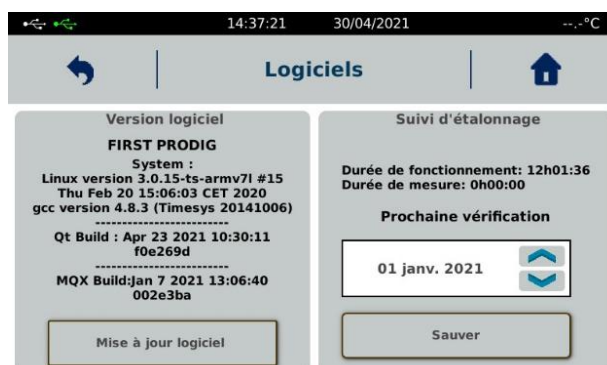 14:37:21 30/04/2021 --.-°C
Logiciels
Version logiciel
FIRST PRODIG
System :
Linux version 3.0.15-ts-armv7l #15
Thu Feb 20 15:06:03 CET 2020
gcc version 4.8.3 (Timesys 20141006)
------------------------
Qt Build : Apr 23 2021 10:30:11
f0e269d
------------------------
MQX Build:Jan 7 2021 13:06:40
002e3ba
Mise à jour logiciel
Suivi d'étalonnage
Durée de fonctionnement: 12h01:36
Durée de mesure: 0h00:00
Prochaine vérification
01 janv. 2021
Sauver